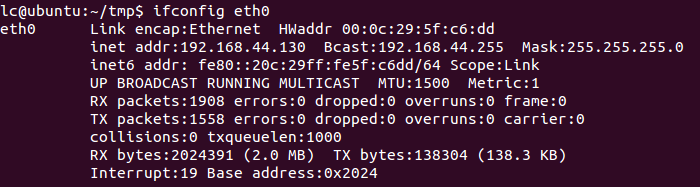 lc@ubuntu:~/tmp$ ifconfig eth0
eth0      Link encap:Ethernet  HWaddr 00:0c:29:5f:c6:dd
          inet addr:192.168.44.130  Bcast:192.168.44.255  Mask:255.255.255.0
          inet6 addr: fe80::20c:29ff:fe5f:c6dd/64 Scope:Link
          UP BROADCAST RUNNING MULTICAST  MTU:1500  Metric:1
          RX packets:1908 errors:0 dropped:0 overruns:0 frame:0
          TX packets:1558 errors:0 dropped:0 overruns:0 carrier:0
          collisions:0 txqueuelen:1000
          RX bytes:2024391 (2.0 MB)  TX bytes:138304 (138.3 KB)
          Interrupt:19 Base address:0x2024